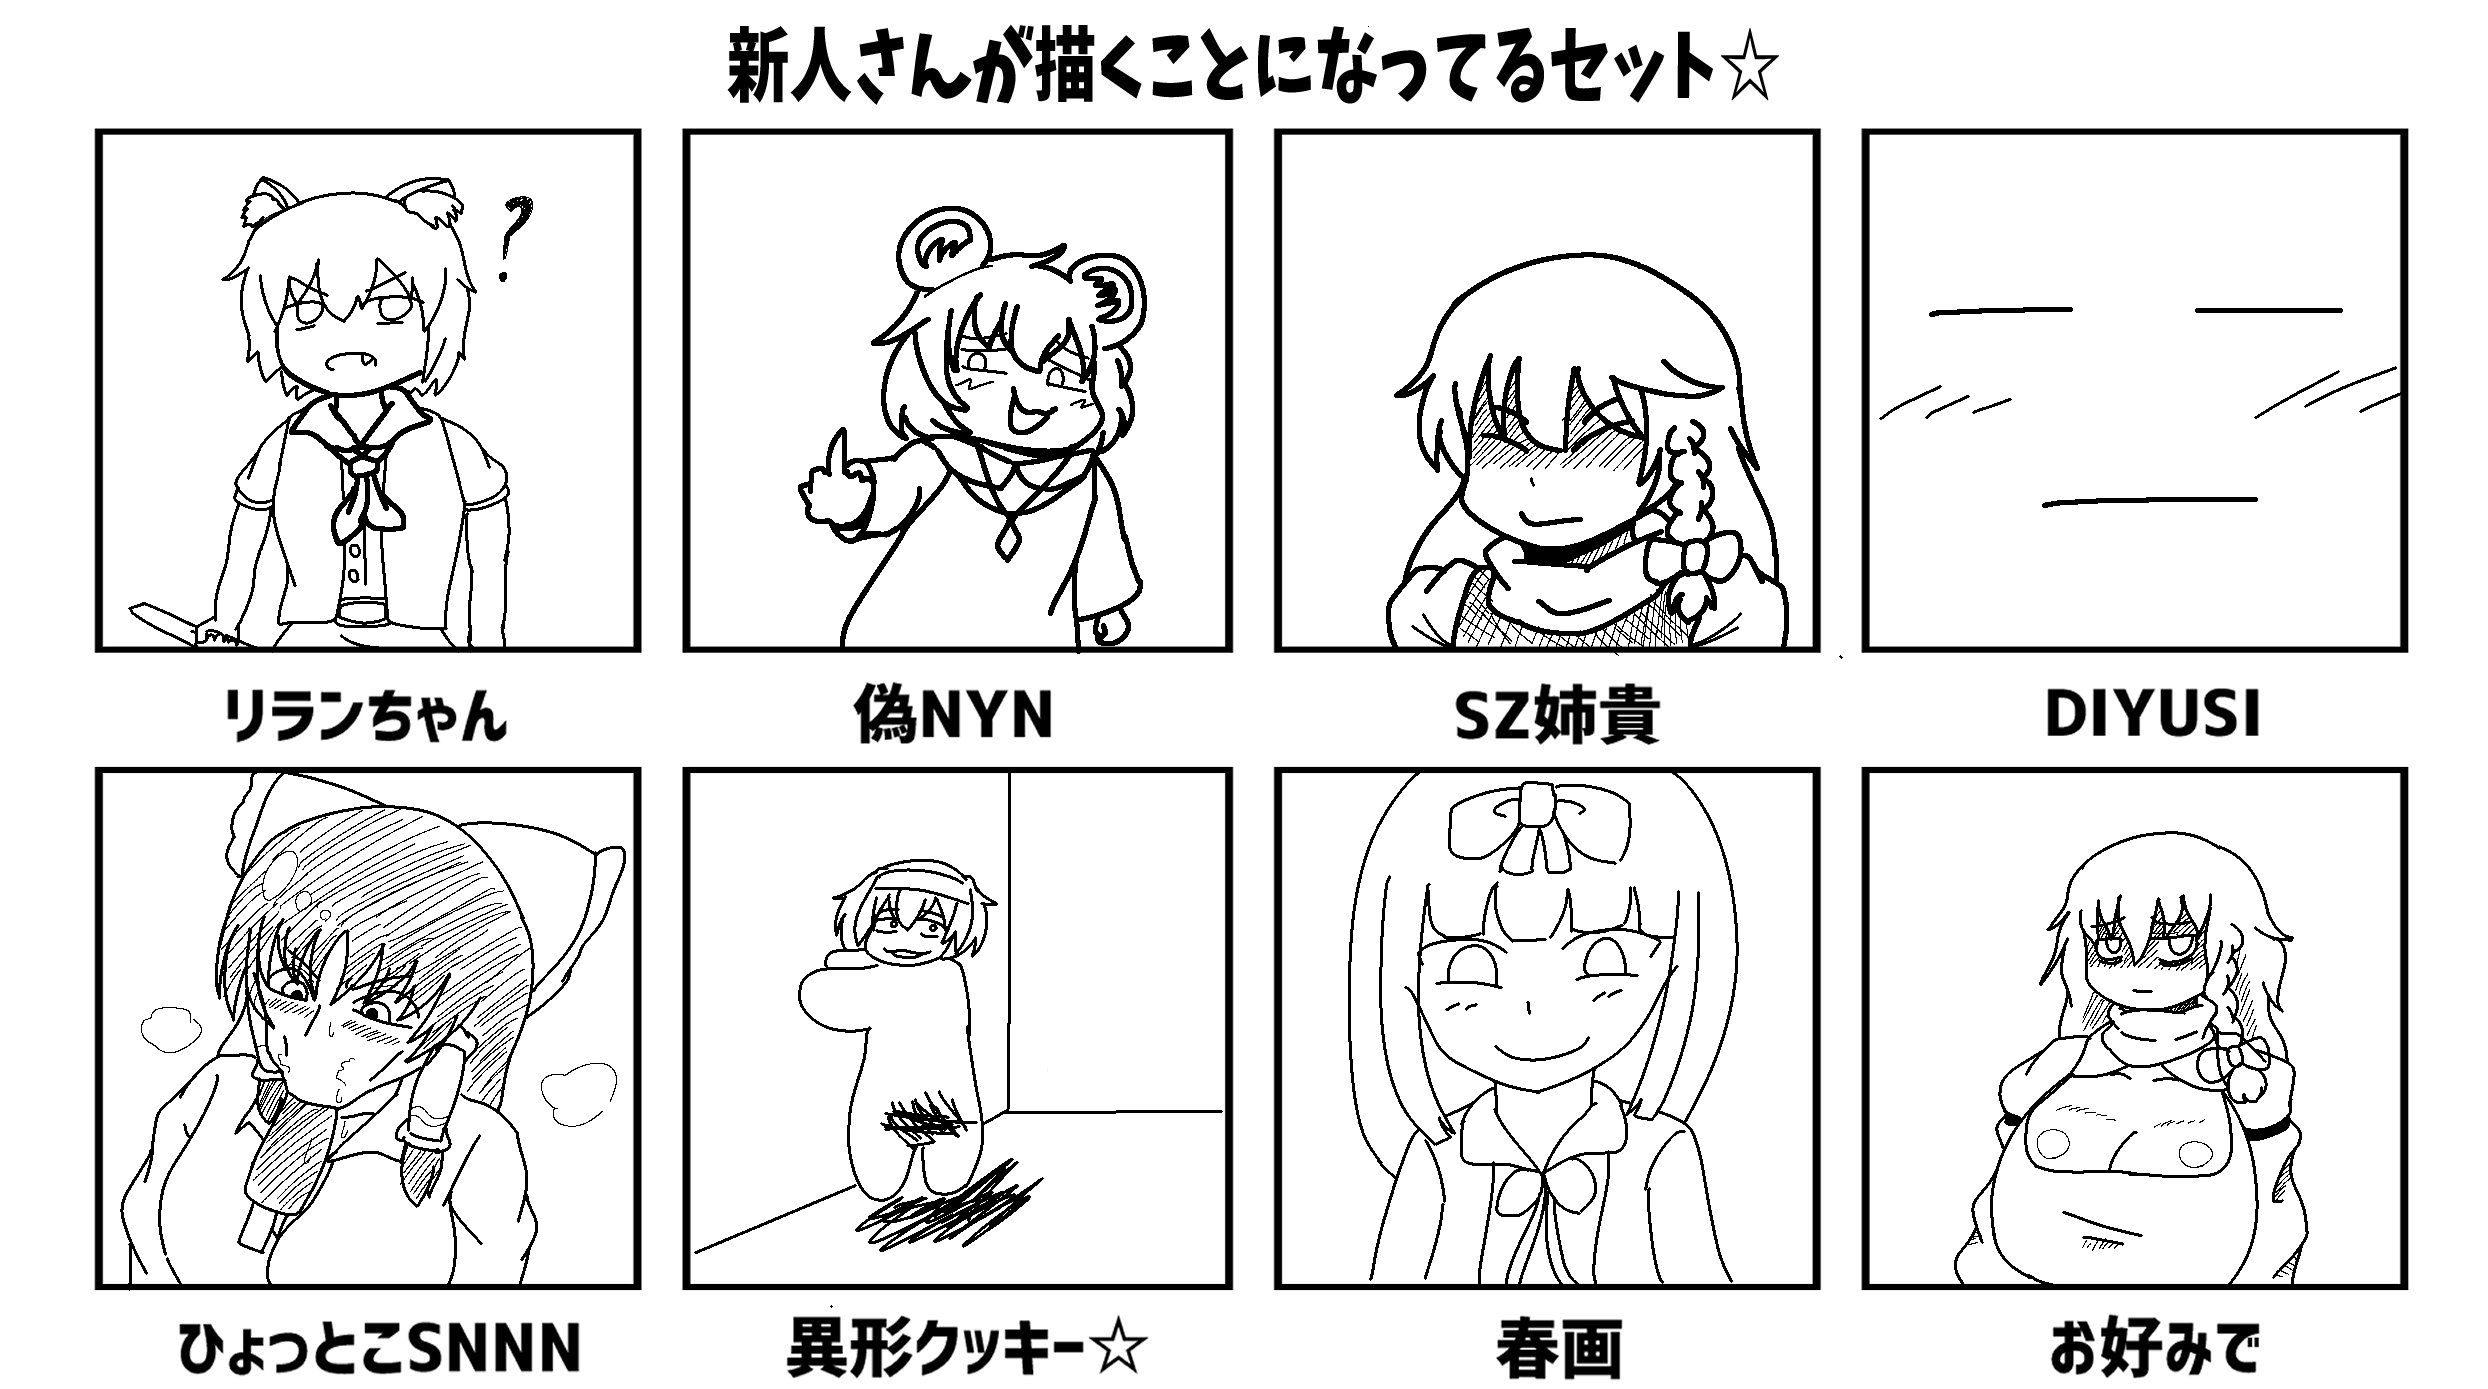 新人さんが描くことになってるセット☆
?
リランちゃん
偽NYN
SZ姉貴
DIYUSI
ひょっとこSNNN
異形クッキー☆
春画
お好みで